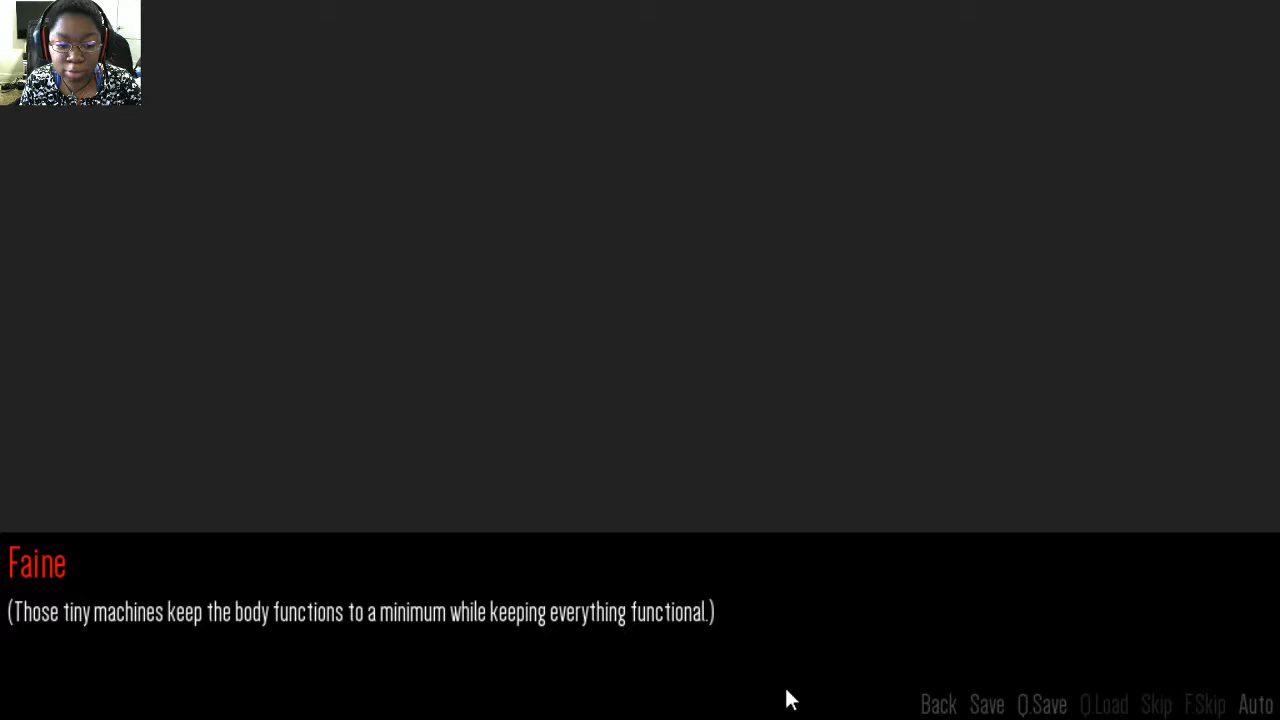 Faine
(Those tiny machines keep the body functions to a minimum while keeping everything functional.)
Back Save Q.Save Q.Load Skip F.Skip Auto